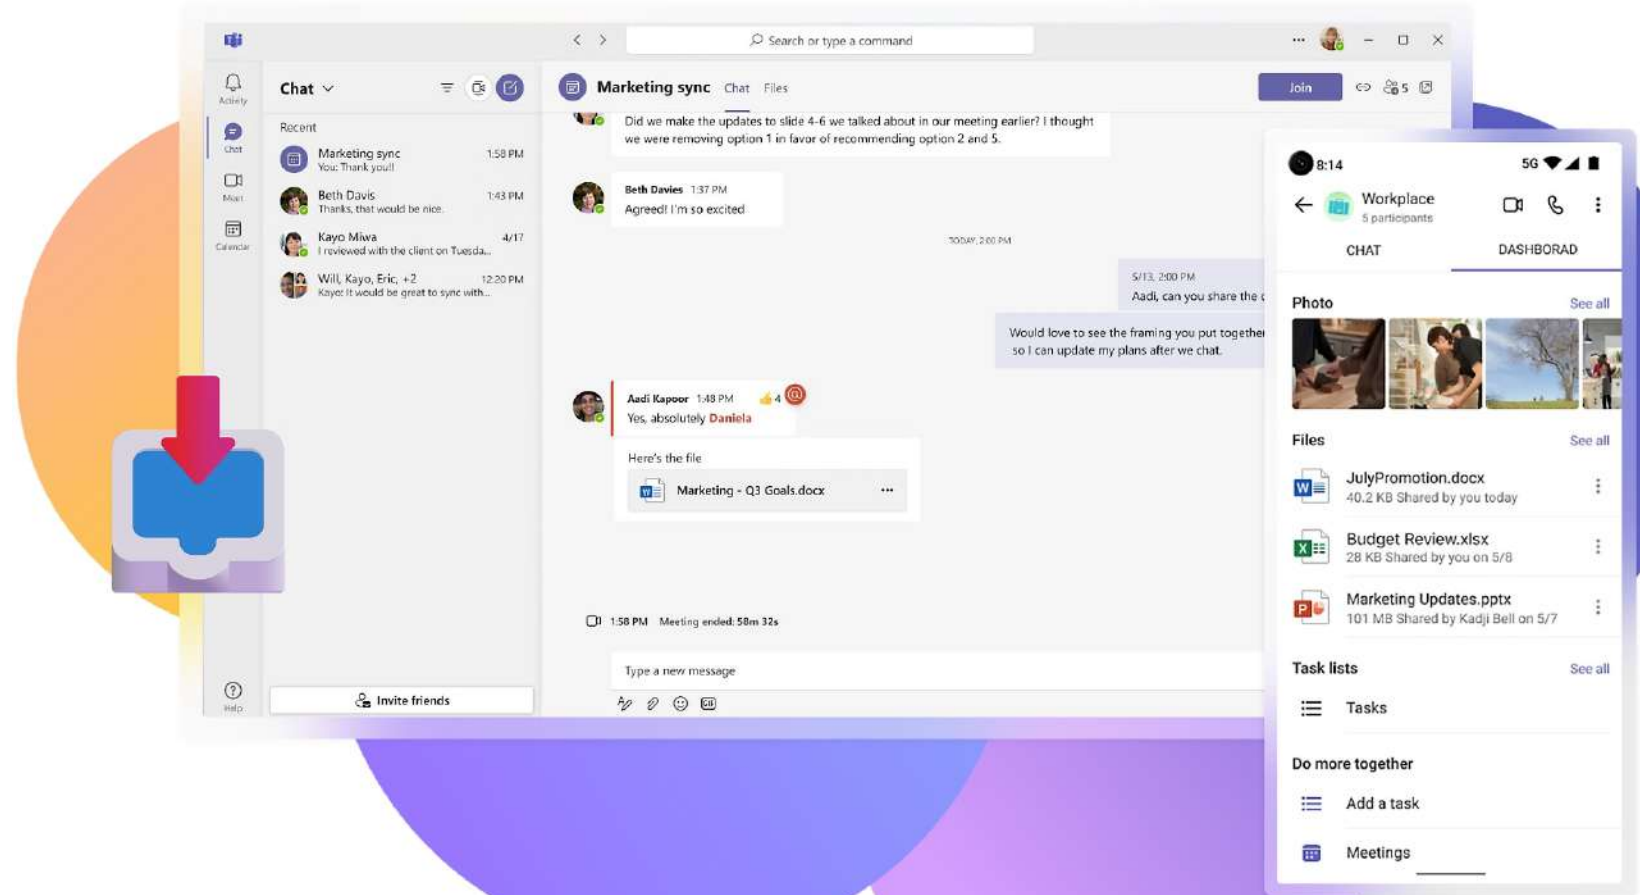 Search or type a command
Activity
Chat
Meet
Calendar
Help
Chat
Recent
Marketing sync 1:58 PM
You: Thank you!!
Beth Davis 1:43 PM
Thanks, that would be nice.
Kayo Miwa 4/17
I reviewed with the client on Tuesda...
Will, Kayo, Eric, +2 12:20 PM
Kayo: It would be great to sync with...
Invite friends
Marketing sync Chat Files
Join
5
Did we make the updates to slide 4-6 we talked about in our meeting earlier? I thought
we were removing option 1 in favor of recommending option 2 and 5.
Beth Davies 1:37 PM
Agreed! I'm so excited
TODAY, 2:00 PM
5/13, 2:00 PM
Aadi, can you share the
Would love to see the framing you put together
so I can update my plans after we chat.
Aadi Kapoor 1:48 PM 4 @
Yes, absolutely Daniela
Here's the file
Marketing - Q3 Goals.docx
1:58 PM Meeting ended: 58m 32s
Type a new message
GIF
8:14 5G
Workplace
5 participants
CHAT DASHBORAD
Photo See all
Files See all
JulyPromotion.docx
40.2 KB Shared by you today
Budget Review.xlsx
28 KB Shared by you on 5/8
Marketing Updates.pptx
101 MB Shared by Kadji Bell on 5/7
Task lists See all
Tasks
Do more together
Add a task
Meetings